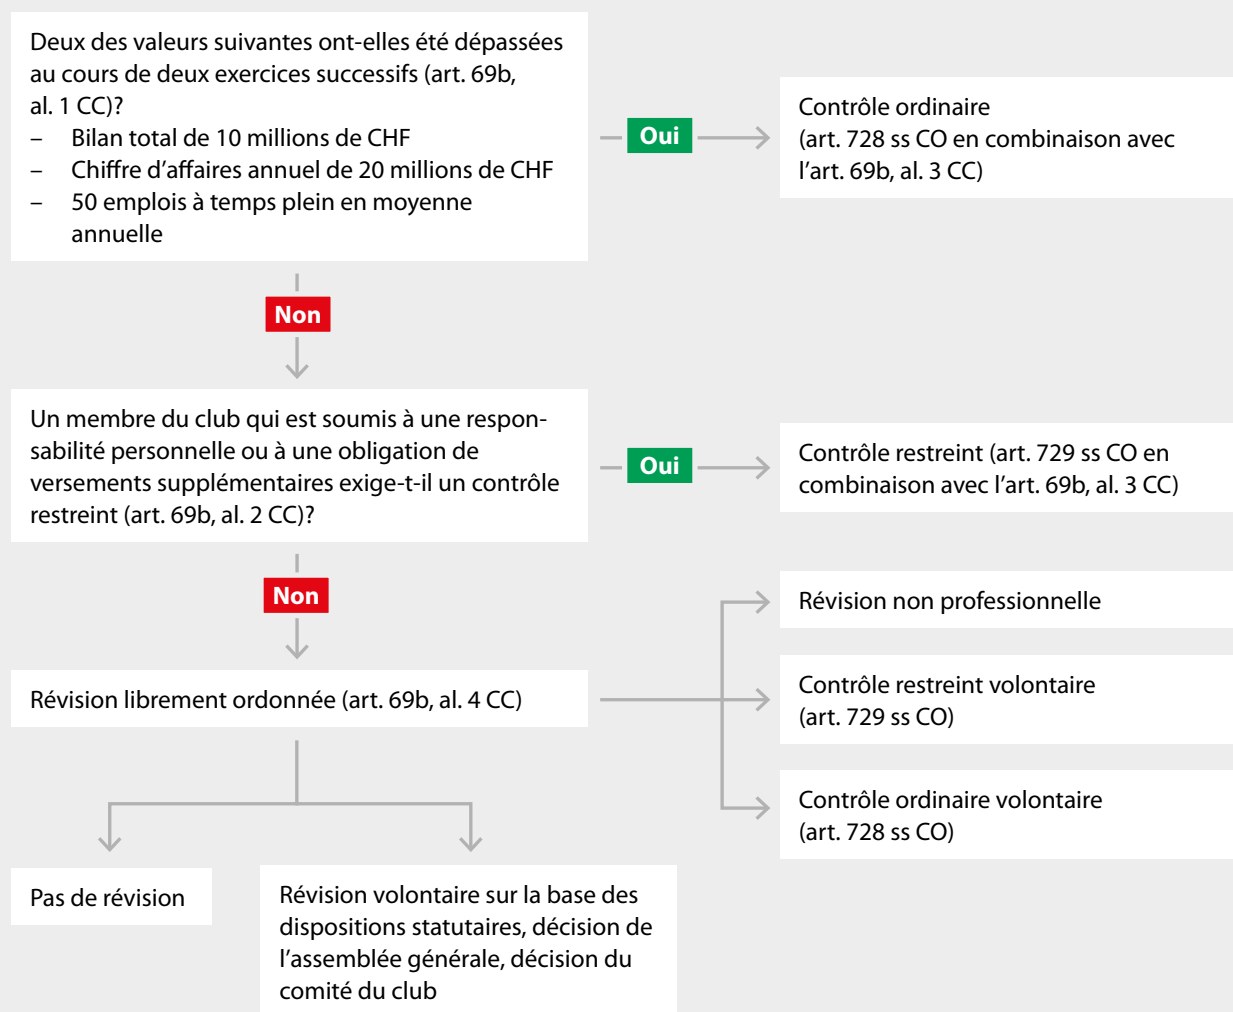 Deux des valeurs suivantes ont-elles été dépassées
au cours de deux exercices successifs (art. 69b,
al. 1 CC)?
– Bilan total de 10 millions de CHF
– Chiffre d’affaires annuel de 20 millions de CHF
– 50 emplois à temps plein en moyenne
annuelle
Oui
Contrôle ordinaire
(art. 728 ss CO en combinaison avec
l’art. 69b, al. 3 CC)
Non
Un membre du club qui est soumis à une respon-
sabilité personnelle ou à une obligation de
versements supplémentaires exige-t-il un contrôle
restreint (art. 69b, al. 2 CC)?
Oui
Contrôle restreint (art. 729 ss CO en
combinaison avec l’art. 69b, al. 3 CC)
Non
Révision librement ordonnée (art. 69b, al. 4 CC)
Révision non professionnelle
Contrôle restreint volontaire
(art. 729 ss CO)
Contrôle ordinaire volontaire
(art. 728 ss CO)
Pas de révision
Révision volontaire sur la base des
dispositions statutaires, décision de
l’assemblée générale, décision du
comité du club